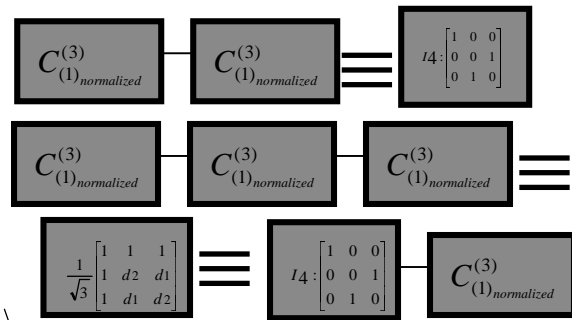 C^{(3)}_{(1)_{normalized}} C^{(3)}_{(1)_{normalized}} ≡ I4: [1 0 0; 0 0 1; 0 1 0]
C^{(3)}_{(1)_{normalized}} C^{(3)}_{(1)_{normalized}} C^{(3)}_{(1)_{normalized}} ≡
\ 1/√3 [1 1 1; 1 d2 d1; 1 d1 d2] ≡ I4: [1 0 0; 0 0 1; 0 1 0] C^{(3)}_{(1)_{normalized}}